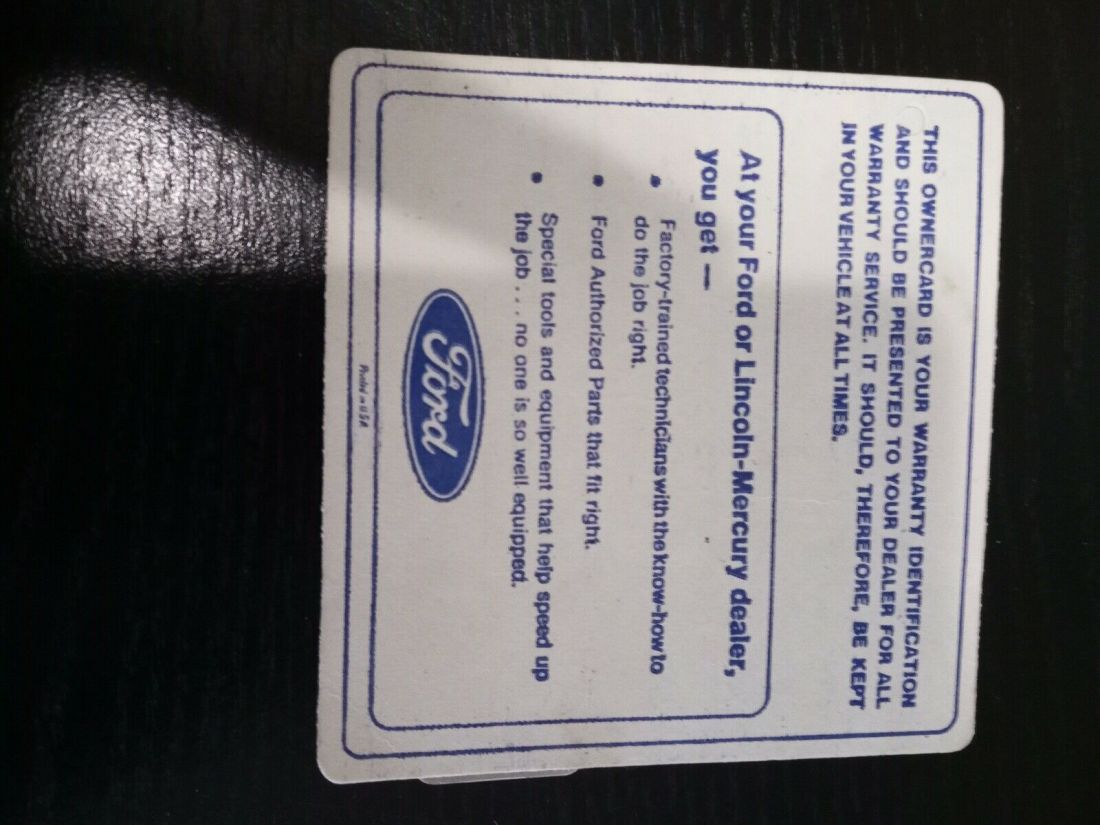 THIS OWNERCARD IS YOUR WARRANTY IDENTIFICATION
AND SHOULD BE PRESENTED TO YOUR DEALER FOR ALL
WARRANTY SERVICE. IT SHOULD, THEREFORE, BE KEPT
IN YOUR VEHICLE AT ALL TIMES.
At your Ford or Lincoln-Mercury dealer,
you get —
• Factory-trained technicians with the know-how to
do the job right.
• Ford Authorized Parts that fit right.
• Special tools and equipment that help speed up
the job . . . no one is so well equipped.
Ford
Printed in U.S.A.